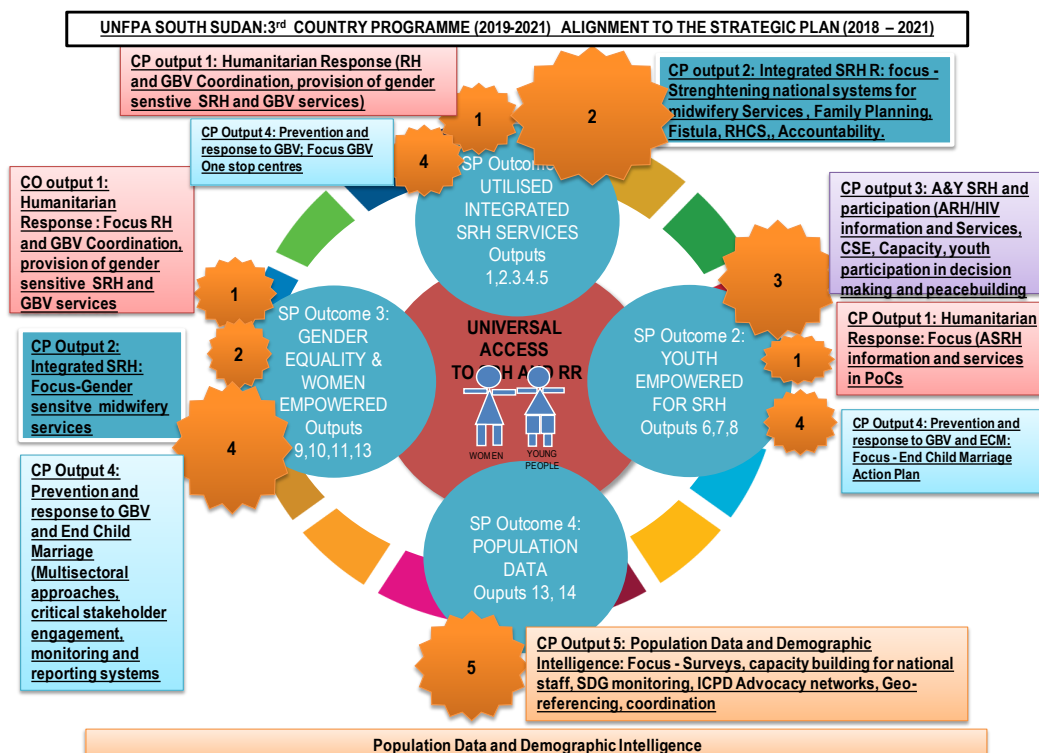 UNFPA SOUTH SUDAN:3rd COUNTRY PROGRAMME (2019-2021) ALIGNMENT TO THE STRATEGIC PLAN (2018 – 2021)
CP output 1: Humanitarian Response (RH
and GBV Coordination, provision of gender
senstive SRH and GBV services)
1
2
CP output 2: Integrated SRH R: focus -
Strenghtening national systems for
midwifery Services , Family Planning,
Fistula, RHCS,, Accountability.
CP Output 4: Prevention and
response to GBV; Focus GBV
One stop centres
4
SP Outcome
UTILISED
INTEGRATED
SRH SERVICES
Outputs
1,2.3.4.5
CO output 1:
Humanitarian
Response : Focus RH
and GBV Coordination,
provision of gender
sensitive SRH and
GBV services
1
CP output 3: A&Y SRH and
participation (ARH/HIV
information and Services,
CSE, Capacity, youth
participation in decision
making and peacebuilding
3
SP Outcome 3:
GENDER
EQUALITY &
WOMEN
EMPOWERED
Outputs
9,10,11,13
UNIVERSAL
ACCESS
TO AND RR
WOMEN
YOUNG
PEOPLE
SP Outcome 2:
YOUTH
EMPOWERED
FOR SRH
Outputs 6,7,8
CP Output 1: Humanitarian
Response: Focus (ASRH
information and services
in PoCs
1
CP Output 2:
Integrated SRH:
Focus-Gender
sensitve midwifery
services
2
4
CP Output 4: Prevention and
response to GBV and ECM:
Focus - End Child Marriage
Action Plan
4
CP Output 4:
Prevention and
response to GBV
and End Child
Marriage
(Multisectoral
approaches,
critical stakeholder
engagement,
monitoring and
reporting systems
SP Outcome 4:
POPULATION
DATA
Ouputs 13, 14
5
CP Output 5: Population Data and Demographic
Intelligence: Focus - Surveys, capacity building for national
staff, SDG monitoring, ICPD Advocacy networks, Geo-
referencing, coordination
Population Data and Demographic Intelligence